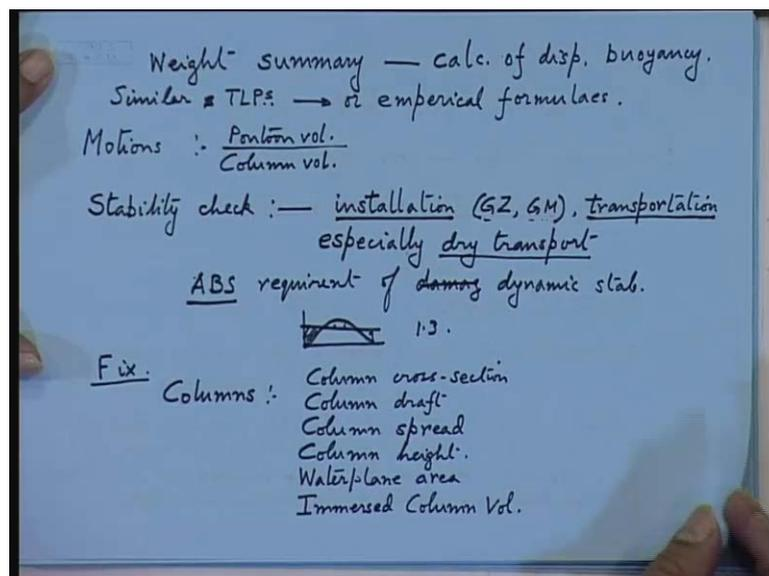 Weight summary — calc. of disp. buoyancy.
Similar TLPs → or emperical formulaes.
Motions :- Pontoon vol.
Column vol.
Stability check :— installation (GZ, GM), transportation
especially dry transport
ABS requirent of damag dynamic stab.
1.3.
Fix.
Columns :- Column cross-section
Column draft
Column spread
Column height.
Waterplane area
Immersed Column Vol.